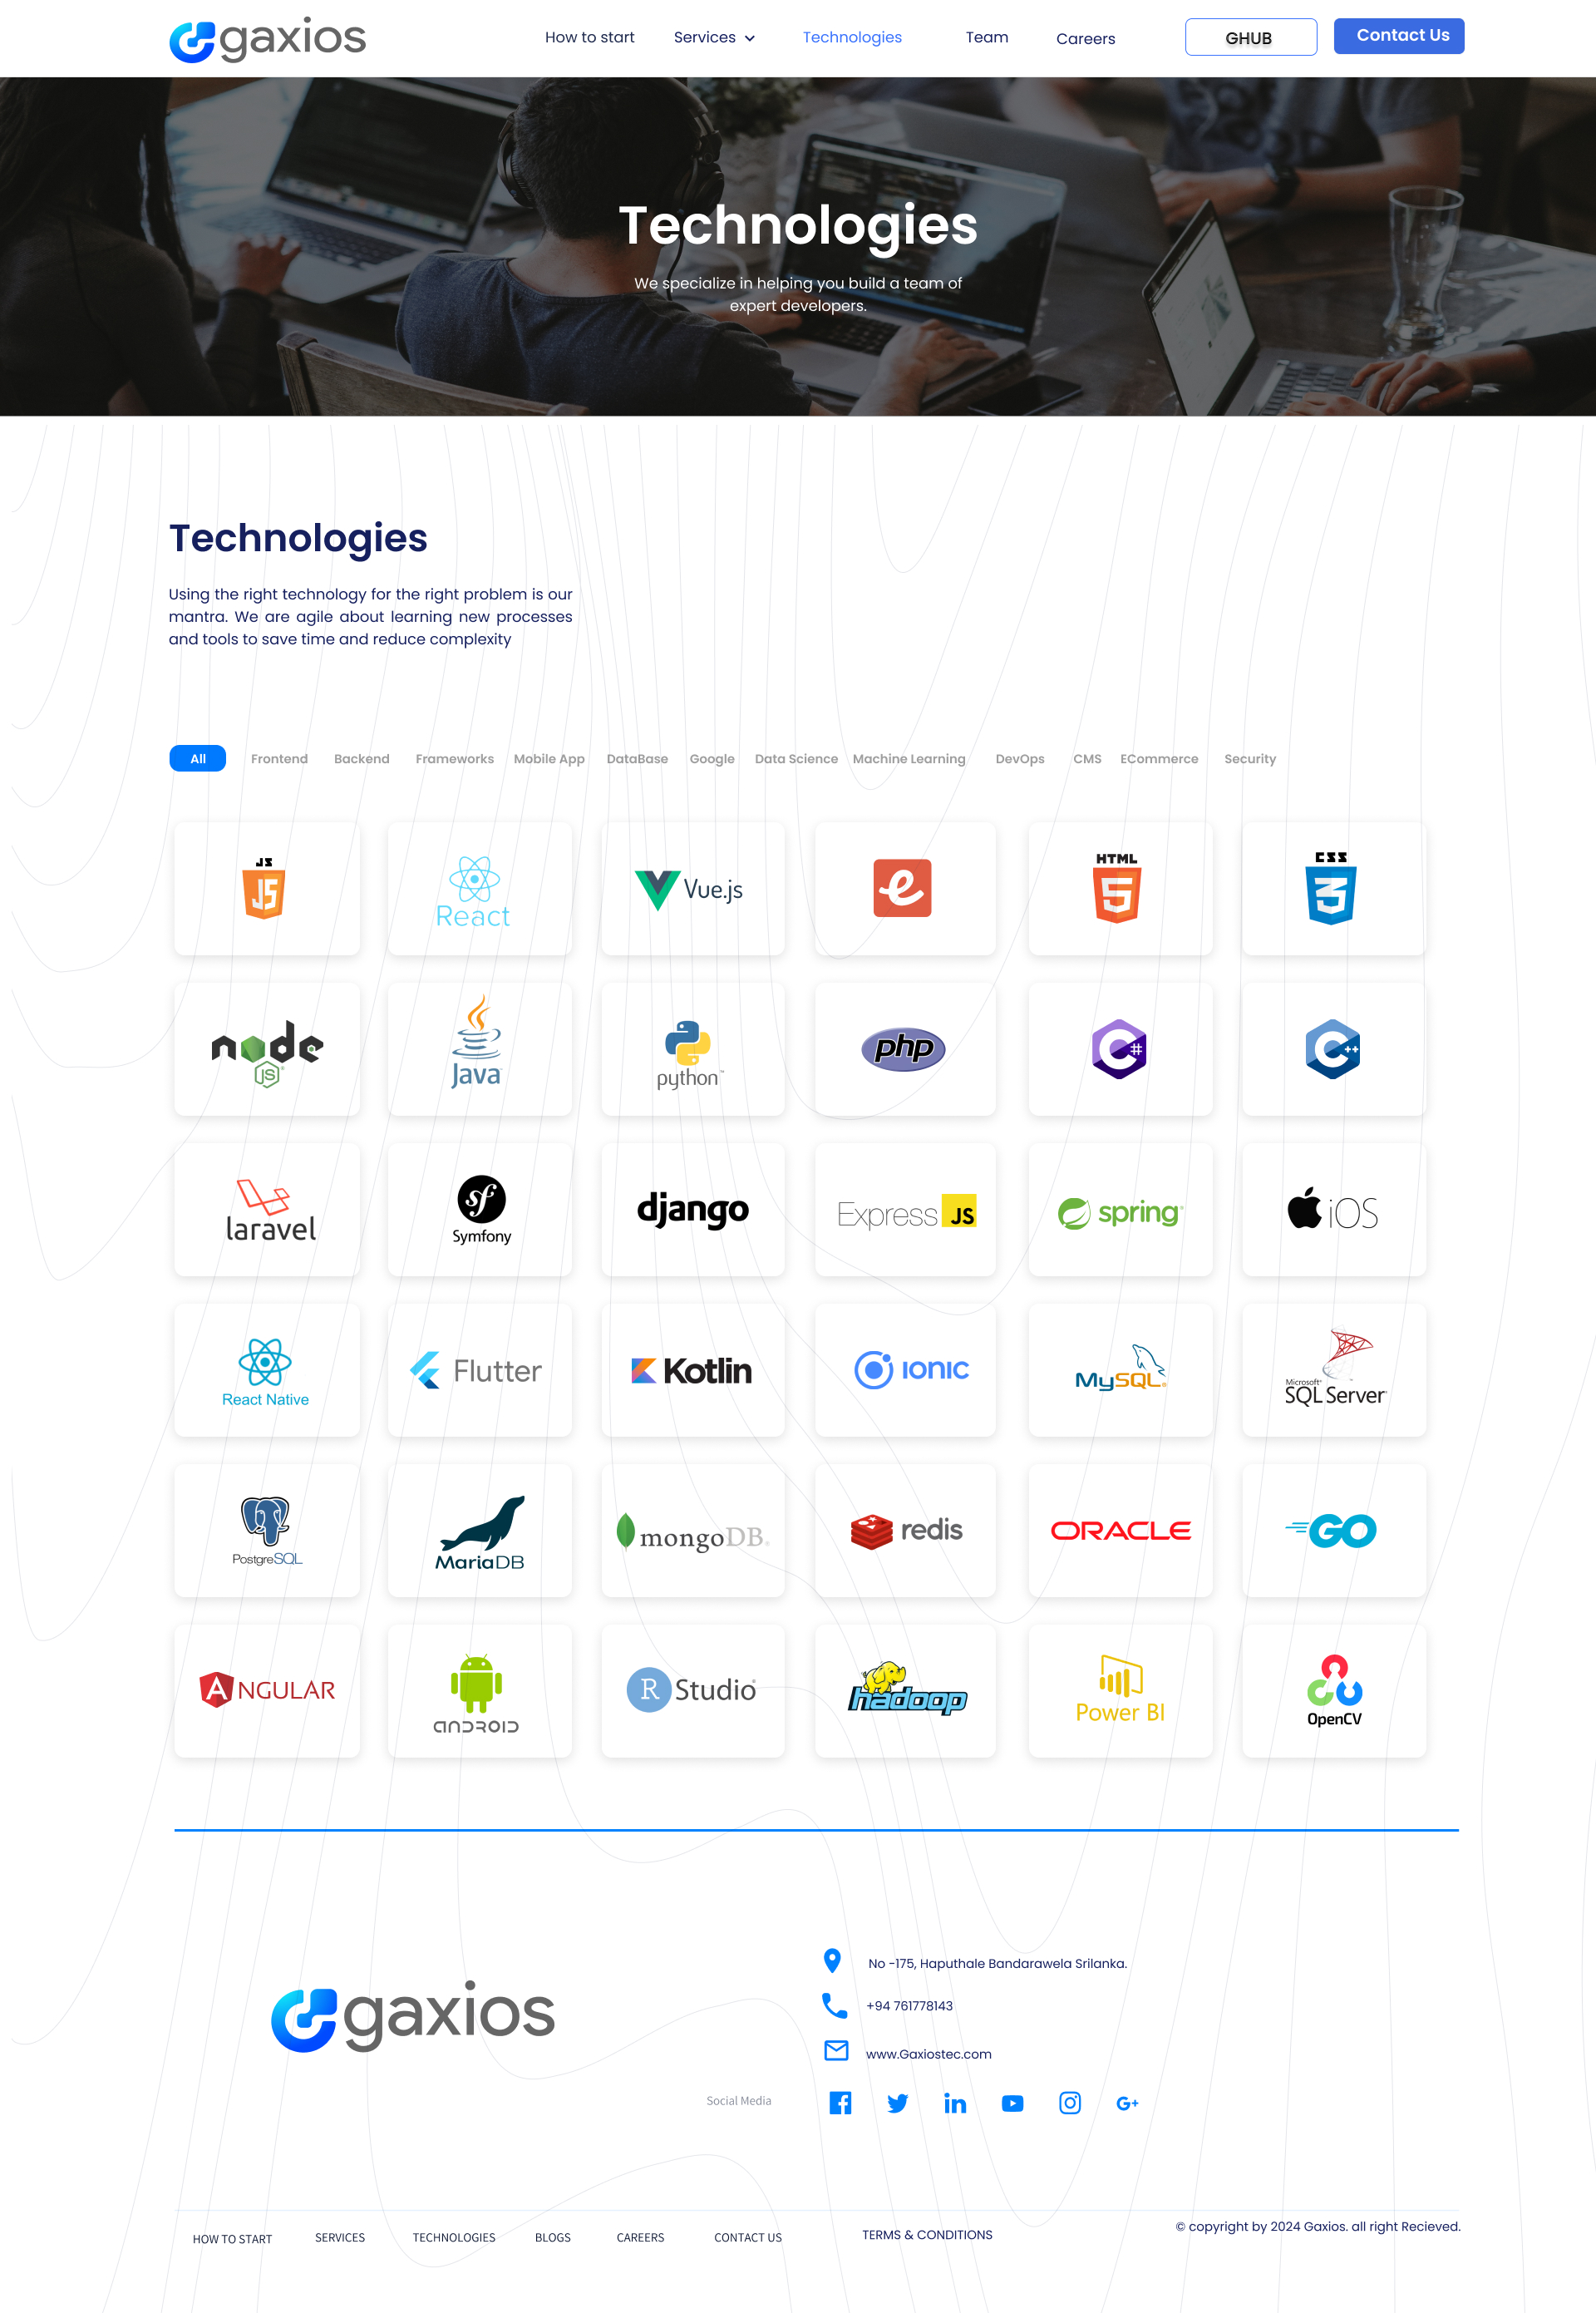 gaxios
How to start Services Technologies Team Careers GHUB Contact Us
Technologies
We specialize in helping you build a team of
expert developers.
Technologies
Using the right technology for the right problem is our
mantra. We are agile about learning new processes
and tools to save time and reduce complexity
All Frontend Backend Frameworks Mobile App DataBase Google Data Science Machine Learning DevOps CMS ECommerce Security
JS
JS
React
Vue.js
e
HTML
5
CSS
3
node
JS
Java
python™
php
C#
C++
laravel
sf
Symfony
django
Express JS
spring
iOS
React Native
Flutter
Kotlin
IONIC
MySQL®
Microsoft®
SQL Server®
PostgreSQL
MariaDB
mongoDB®
redis
ORACLE
GO
ANGULAR
ANDROID
R Studio®
hadoop
Power BI
OpenCV
gaxios
No -175, Haputhale Bandarawela Srilanka.
+94 761778143
www.Gaxiostec.com
Social Media
G+
HOW TO START SERVICES TECHNOLOGIES BLOGS CAREERS CONTACT US TERMS & CONDITIONS © copyright by 2024 Gaxios. all right Recieved.